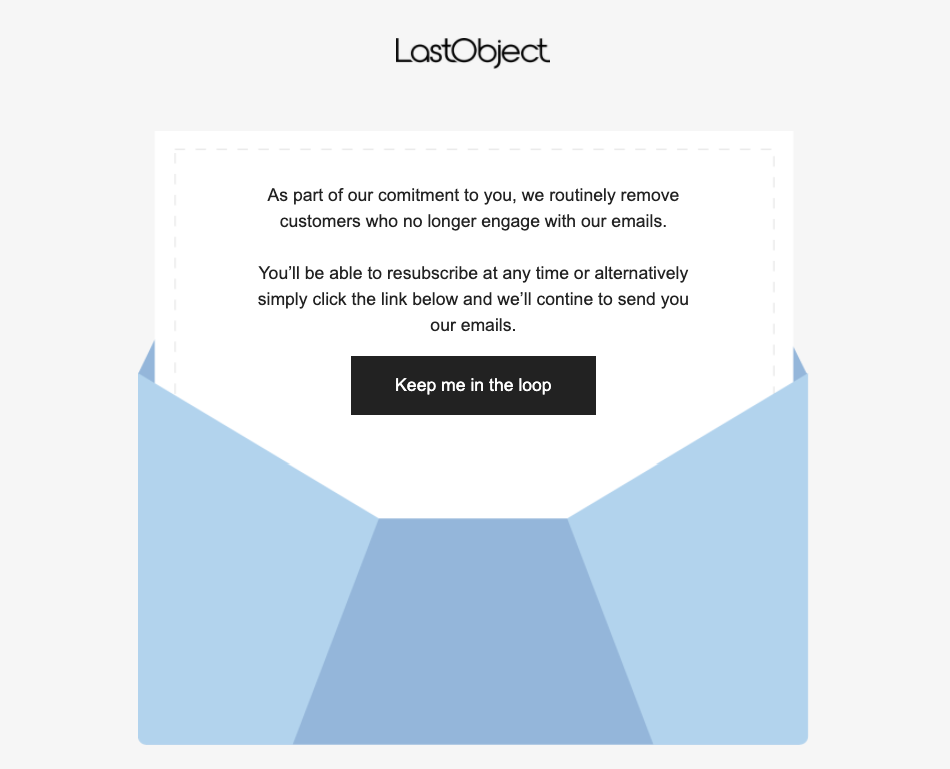 LastObject
As part of our comitment to you, we routinely remove
customers who no longer engage with our emails.
You’ll be able to resubscribe at any time or alternatively
simply click the link below and we’ll contine to send you
our emails.
Keep me in the loop